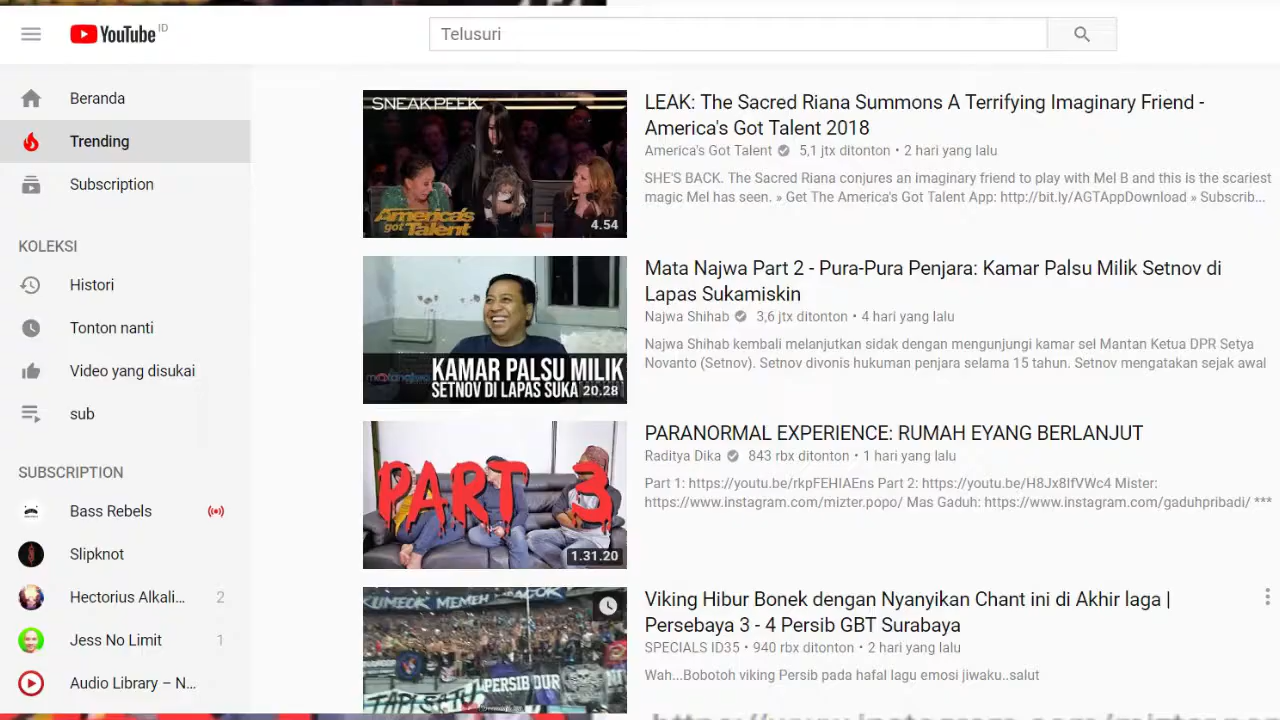 YouTube ID
Telusuri
Beranda
Trending
Subscription
KOLEKSI
Histori
Tonton nanti
Video yang disukai
sub
SUBSCRIPTION
Bass Rebels
Slipknot
Hectorius Alkali... 2
Jess No Limit 1
Audio Library – N...
SNEAK PEEK
America's
got Talent
4.54
LEAK: The Sacred Riana Summons A Terrifying Imaginary Friend -
America's Got Talent 2018
America's Got Talent 5,1 jtx ditonton • 2 hari yang lalu
SHE'S BACK. The Sacred Riana conjures an imaginary friend to play with Mel B and this is the scariest
magic Mel has seen. » Get The America's Got Talent App: http://bit.ly/AGTAppDownload » Subscrib...
KAMAR PALSU MILIK
SETNOV DI LAPAS SUKA
20.28
Mata Najwa Part 2 - Pura-Pura Penjara: Kamar Palsu Milik Setnov di
Lapas Sukamiskin
Najwa Shihab 3,6 jtx ditonton • 4 hari yang lalu
Najwa Shihab kembali melanjutkan sidak dengan mengunjungi kamar sel Mantan Ketua DPR Setya
Novanto (Setnov). Setnov divonis hukuman penjara selama 15 tahun. Setnov mengatakan sejak awal
PART 3
1.31.20
PARANORMAL EXPERIENCE: RUMAH EYANG BERLANJUT
Raditya Dika 843 rbx ditonton • 1 hari yang lalu
Part 1: https://youtu.be/rkpFEHIAEns Part 2: https://youtu.be/H8Jx8IfVWc4 Mister:
https://www.instagram.com/mizter.popo/ Mas Gaduh: https://www.instagram.com/gaduhpribadi/ ***
PERSIB
TAPI SATU
Viking Hibur Bonek dengan Nyanyikan Chant ini di Akhir laga |
Persebaya 3 - 4 Persib GBT Surabaya
SPECIALS ID35 • 940 rbx ditonton • 2 hari yang lalu
Wah...Bobotoh viking Persib pada hafal lagu emosi jiwaku..salut